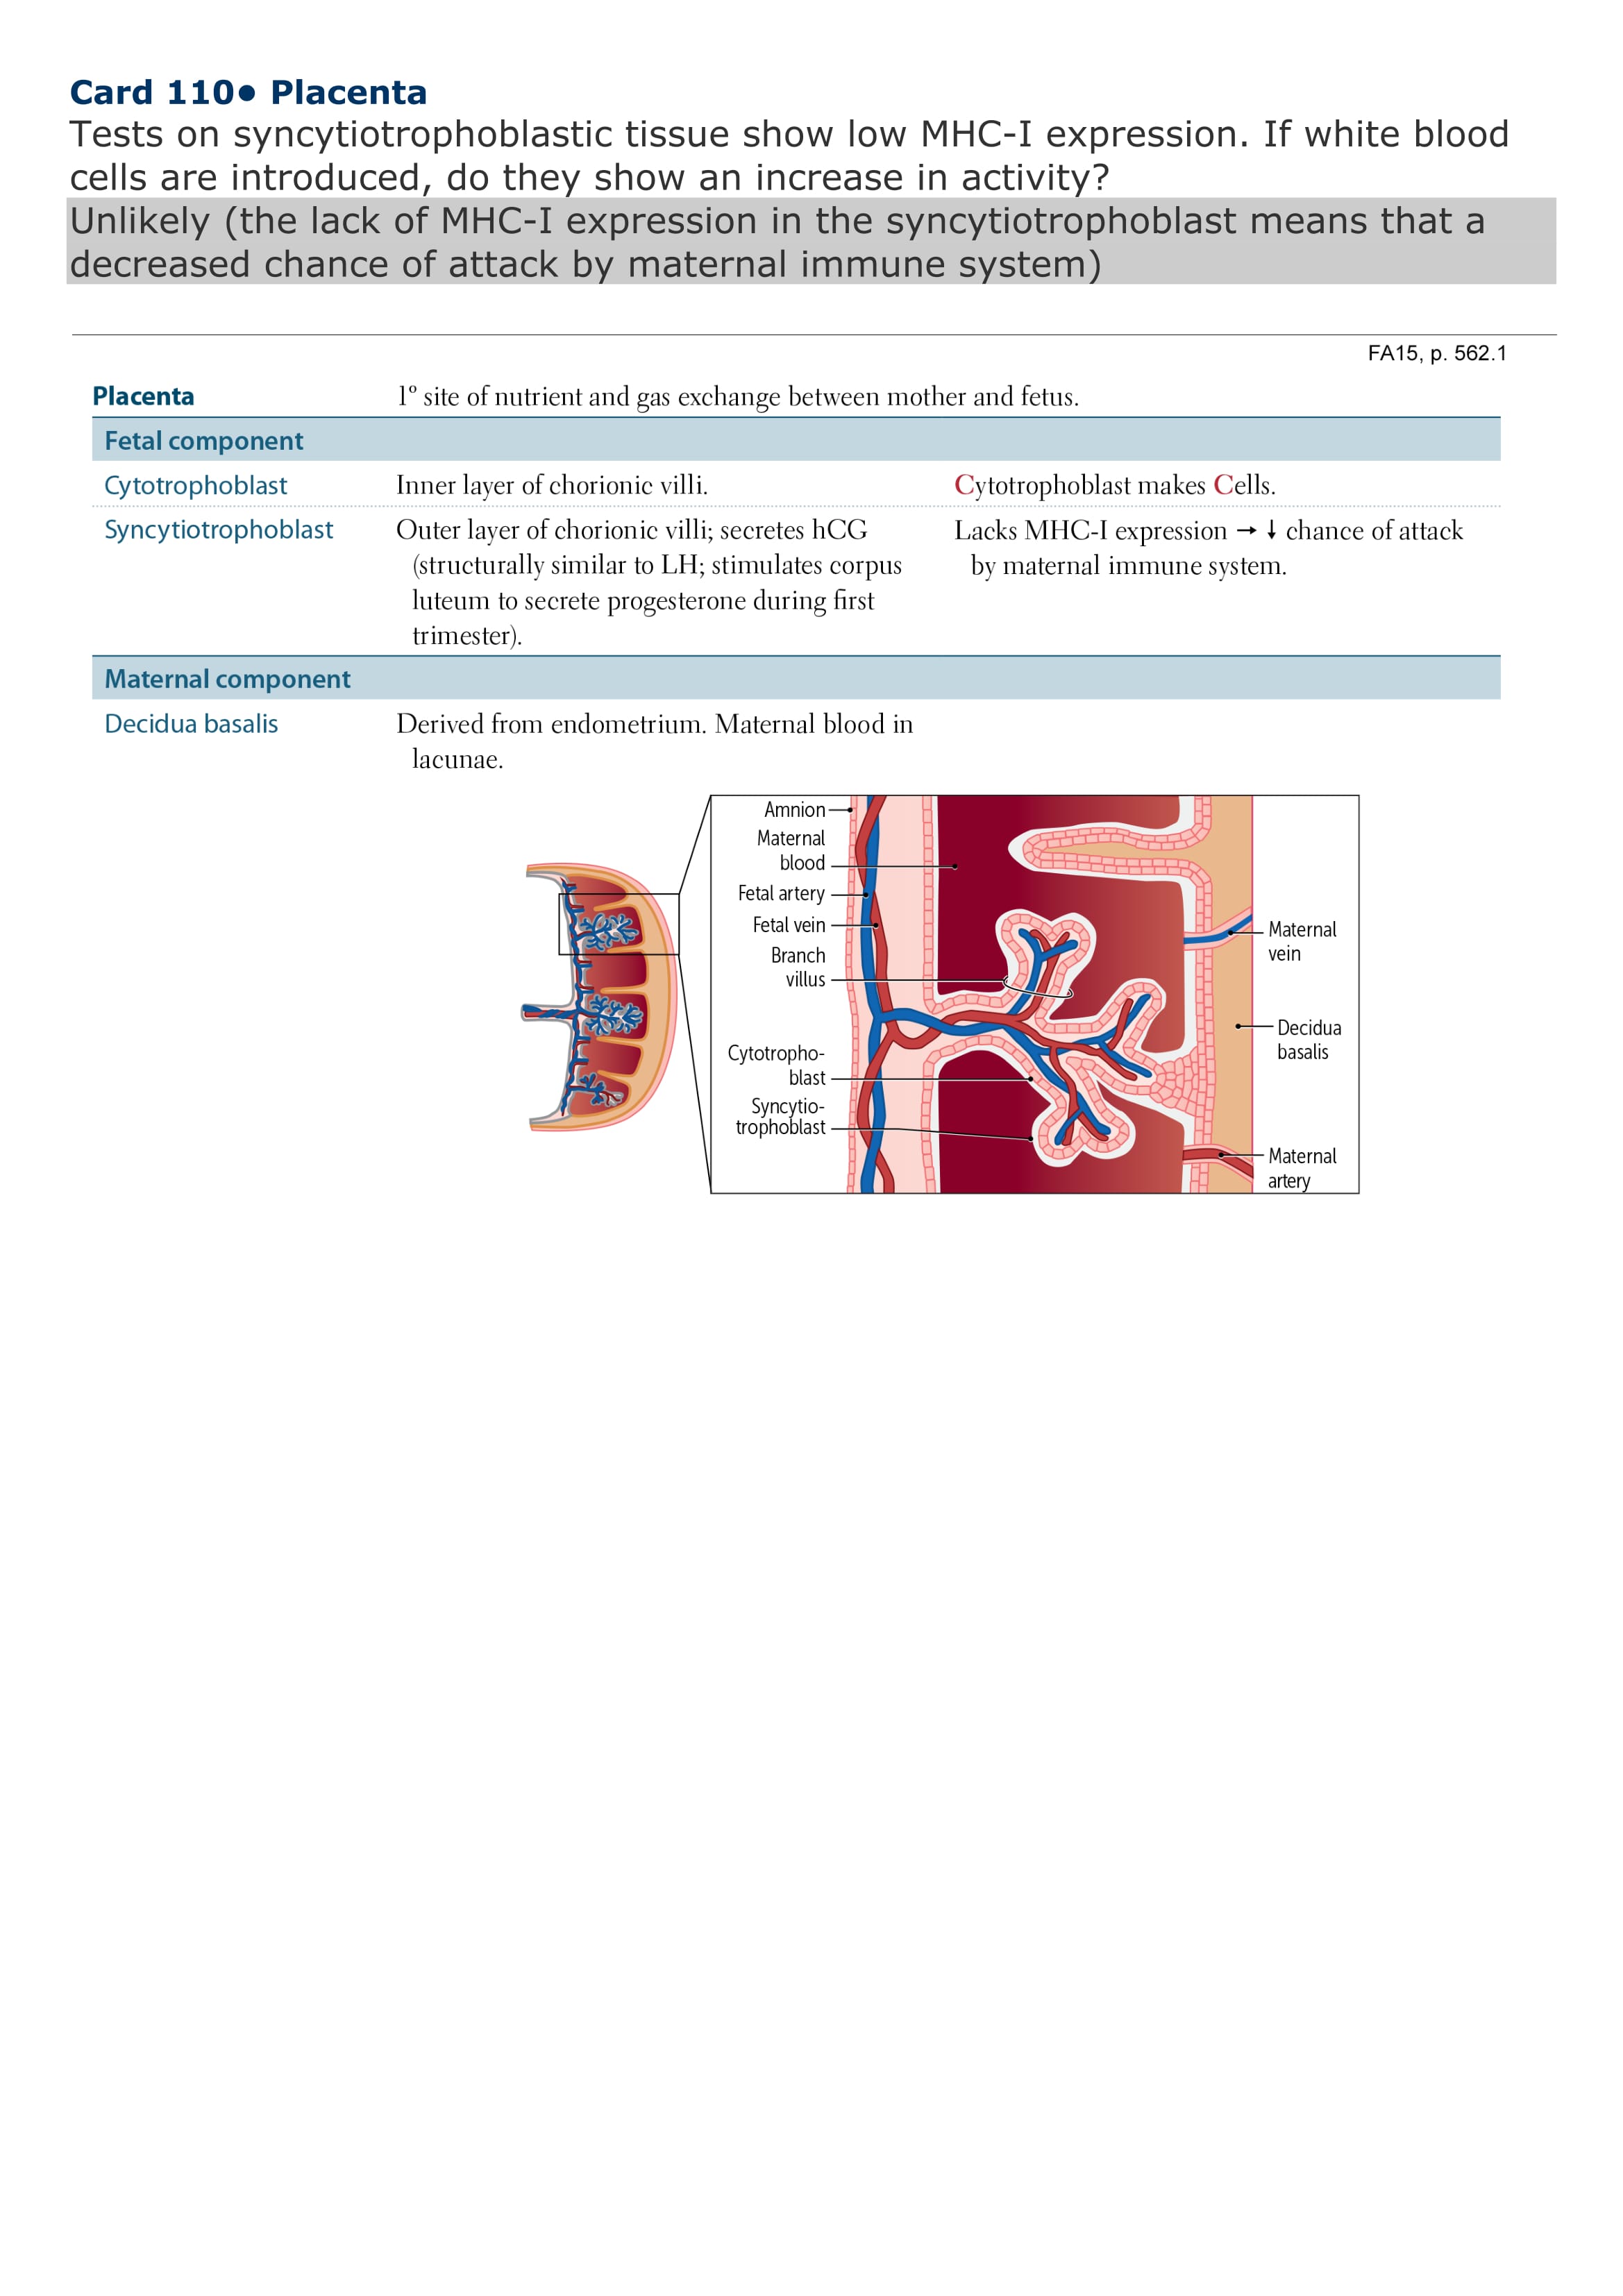 Card 110● Placenta
Tests on syncytiotrophoblastic tissue show low MHC-I expression. If white blood
cells are introduced, do they show an increase in activity?
Unlikely (the lack of MHC-I expression in the syncytiotrophoblast means that a
decreased chance of attack by maternal immune system)
FA15, p. 562.1
Placenta 1º site of nutrient and gas exchange between mother and fetus.
Fetal component
Cytotrophoblast Inner layer of chorionic villi. Cytotrophoblast makes Cells.
Syncytiotrophoblast Outer layer of chorionic villi; secretes hCG Lacks MHC-I expression → ↓ chance of attack
(structurally similar to LH; stimulates corpus by maternal immune system.
luteum to secrete progesterone during first
trimester).
Maternal component
Decidua basalis Derived from endometrium. Maternal blood in
lacunae.
Amnion
Maternal
blood
Fetal artery
Fetal vein
Branch
villus
Cytotropho-
blast
Syncytio-
trophoblast
Maternal
vein
Decidua
basalis
Maternal
artery